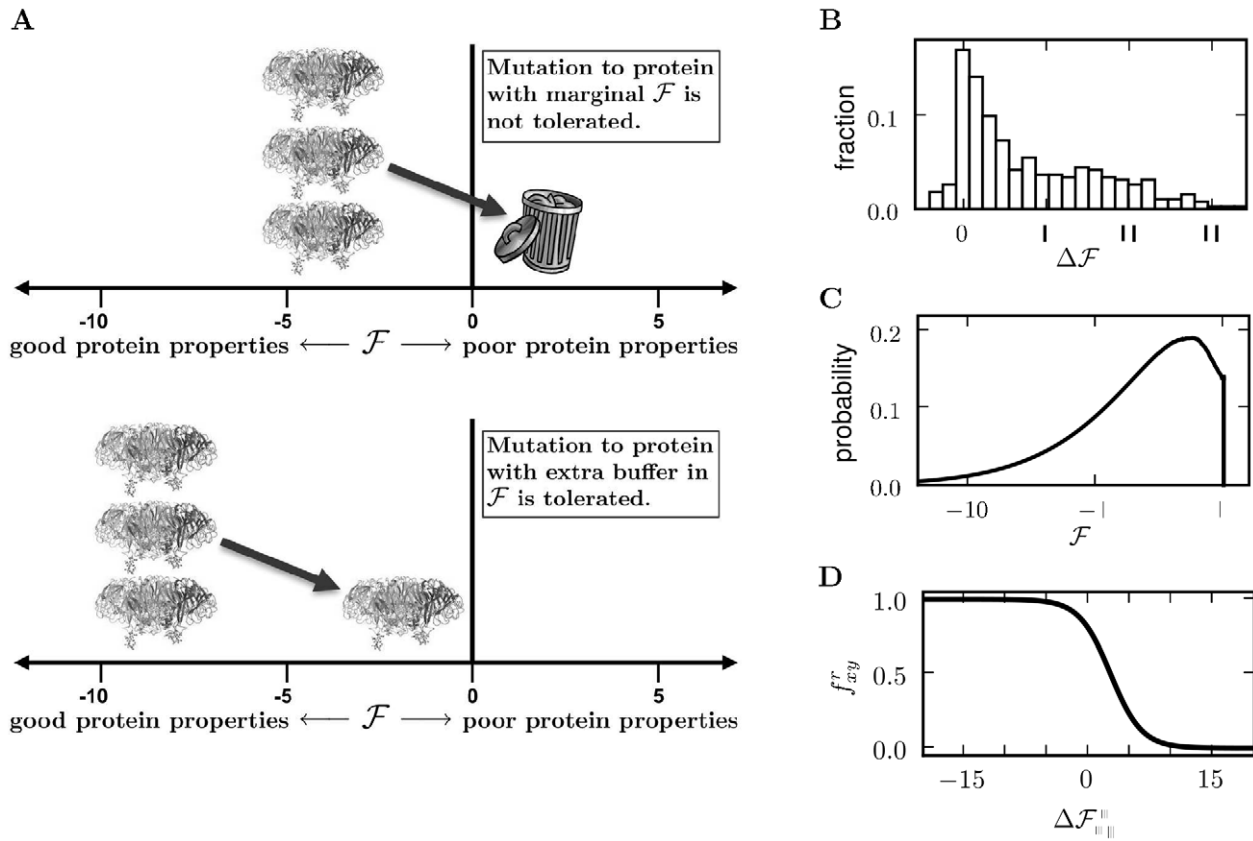 A
Mutation to protein
with marginal ℱ is
not tolerated.
-10 -5 0 5
good protein properties ⟵ ℱ ⟶ poor protein properties
Mutation to protein
with extra buffer in
ℱ is tolerated.
-10 -5 0 5
good protein properties ⟵ ℱ ⟶ poor protein properties
B
fraction
0.1
0.0
0
Δℱ
C
probability
0.2
0.1
0.0
−10
ℱ
D
f^r_xy
1.0
0.5
0.0
−15 0 15
Δℱ